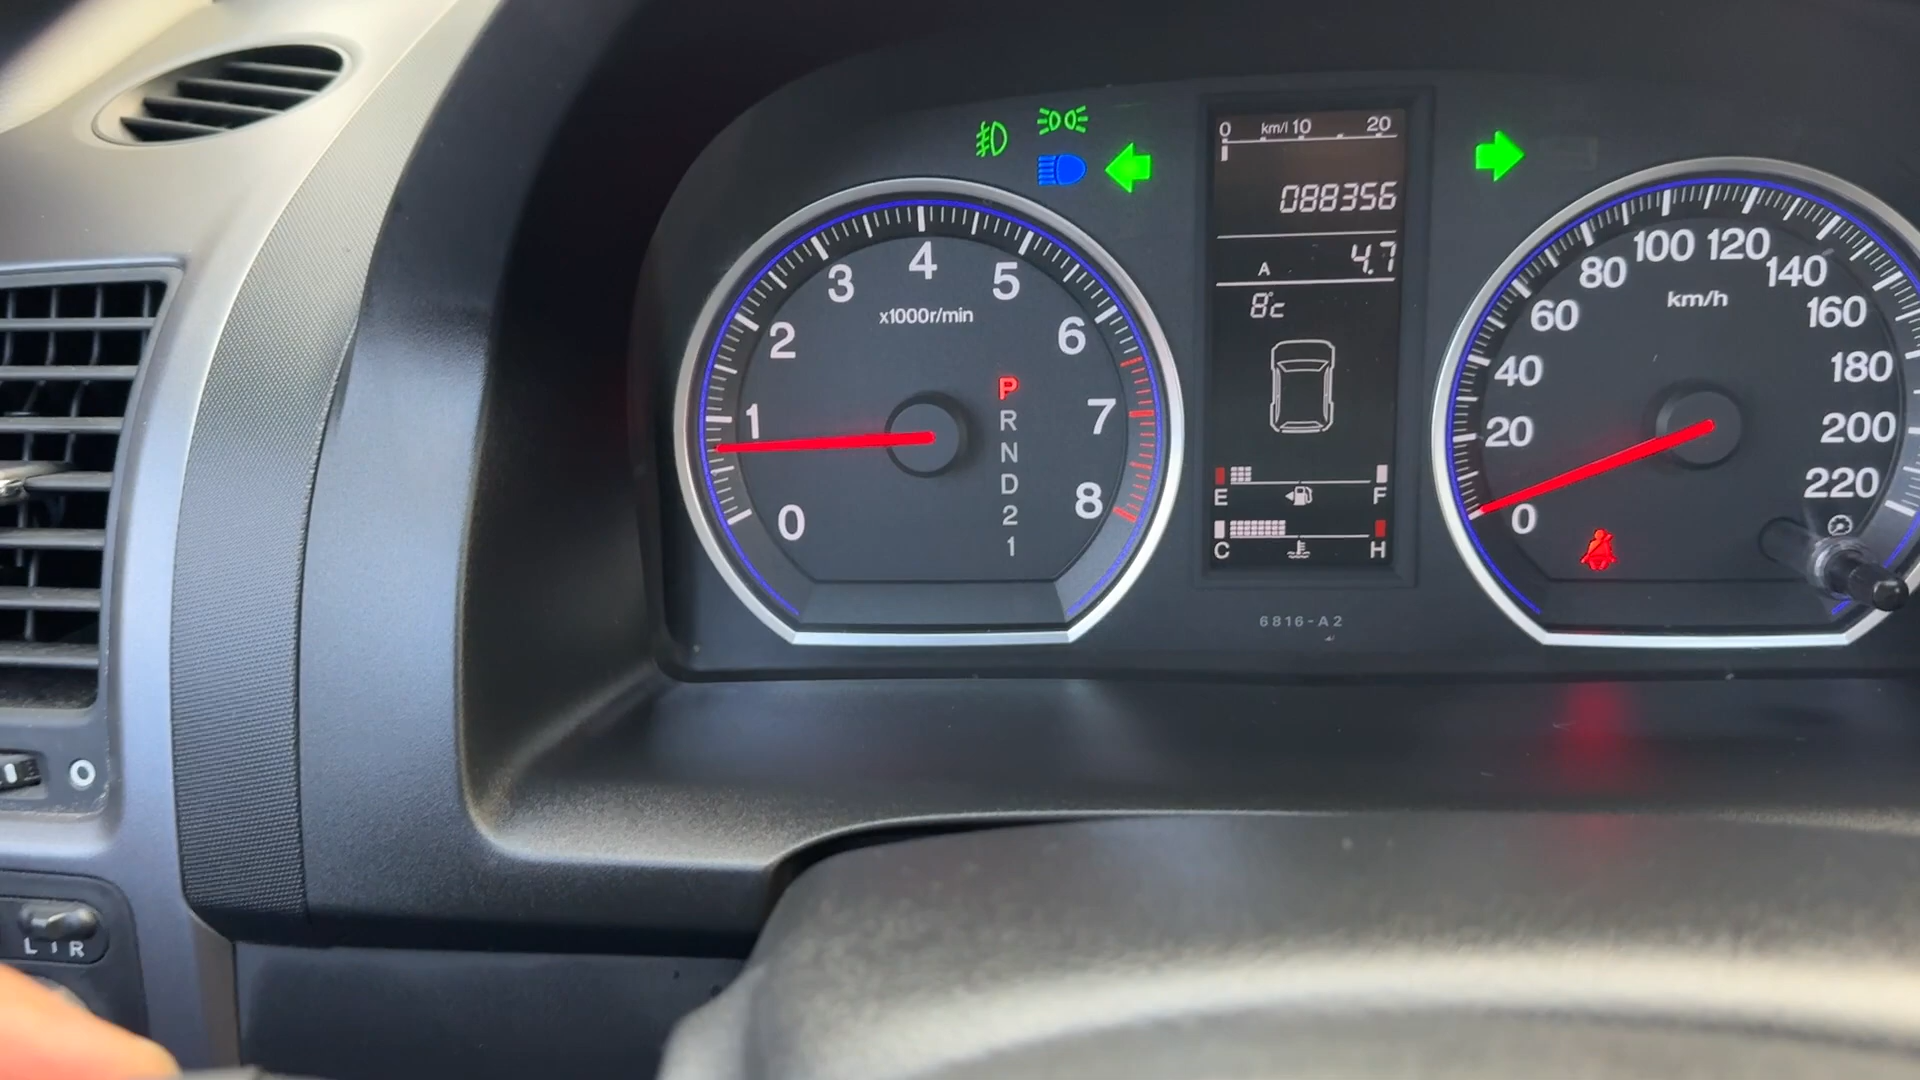 0 km/l 10 20
088356
A 4.7
8°c
E F
C H
6816-A2
0 1 2 3 4 5 6 7 8
x1000r/min
P
R
N
D
2
1
0 20 40 60 80 100 120 140 160 180 200 220
km/h
O
L R